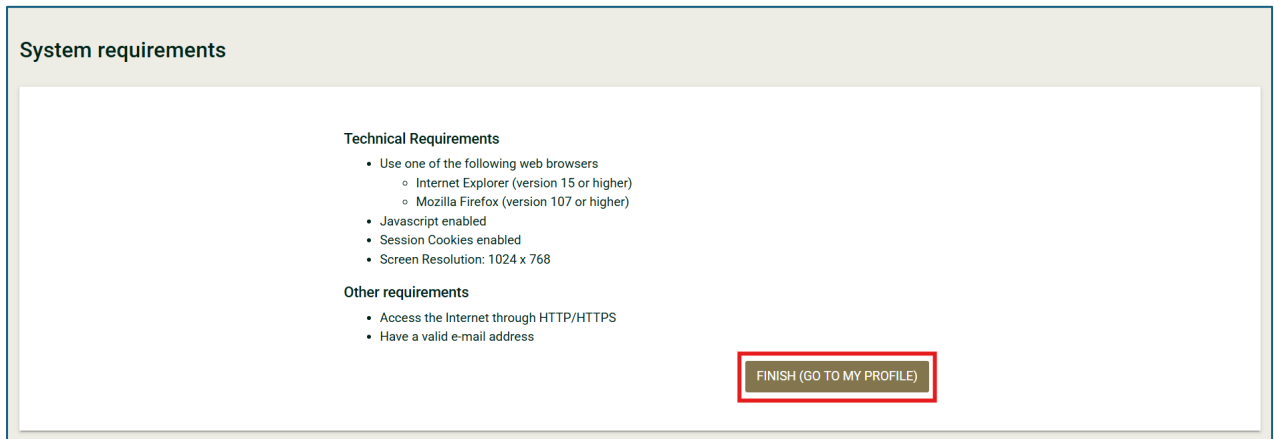 System requirements
Technical Requirements
Use one of the following web browsers
Internet Explorer (version 15 or higher)
Mozilla Firefox (version 107 or higher)
Javascript enabled
Session Cookies enabled
Screen Resolution: 1024 x 768
Other requirements
Access the Internet through HTTP/HTTPS
Have a valid e-mail address
FINISH (GO TO MY PROFILE)